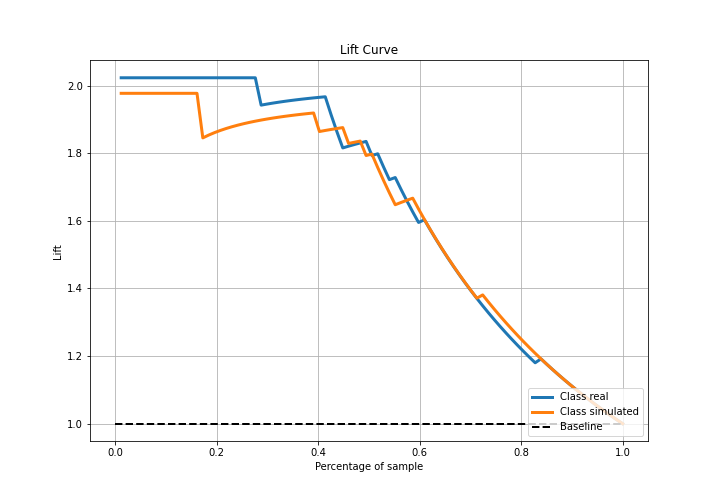 Lift Curve
2.0
1.8
1.6
1.4
1.2
1.0
Lift
0.0 0.2 0.4 0.6 0.8 1.0
Percentage of sample
Class real
Class simulated
Baseline